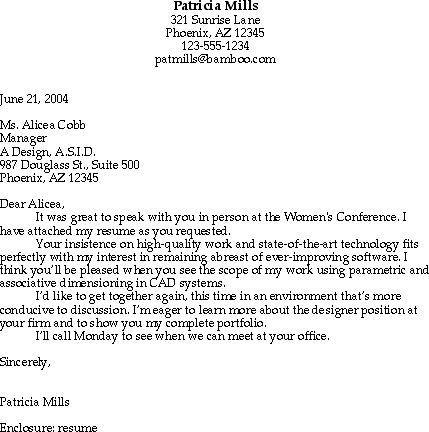 Patricia Mills
321 Sunrise Lane
Phoenix, AZ 12345
123-555-1234
patmills@bamboo.com
June 21, 2004
Ms. Alicea Cobb
Manager
A Design, A.S.I.D.
987 Douglass St., Suite 500
Phoenix, AZ 12345
Dear Alicea,
It was great to speak with you in person at the Women's Conference. I
have attached my resume as you requested.
Your insistence on high-quality work and state-of-the-art technology fits
perfectly with my interest in remaining abreast of ever-improving software. I
think you'll be pleased when you see the scope of my work using parametric and
associative dimensioning in CAD systems.
I'd like to get together again, this time in an environment that's more
conducive to discussion. I'm eager to learn more about the designer position at
your firm and to show you my complete portfolio.
I'll call Monday to see when we can meet at your office.
Sincerely,
Patricia Mills
Enclosure: resume